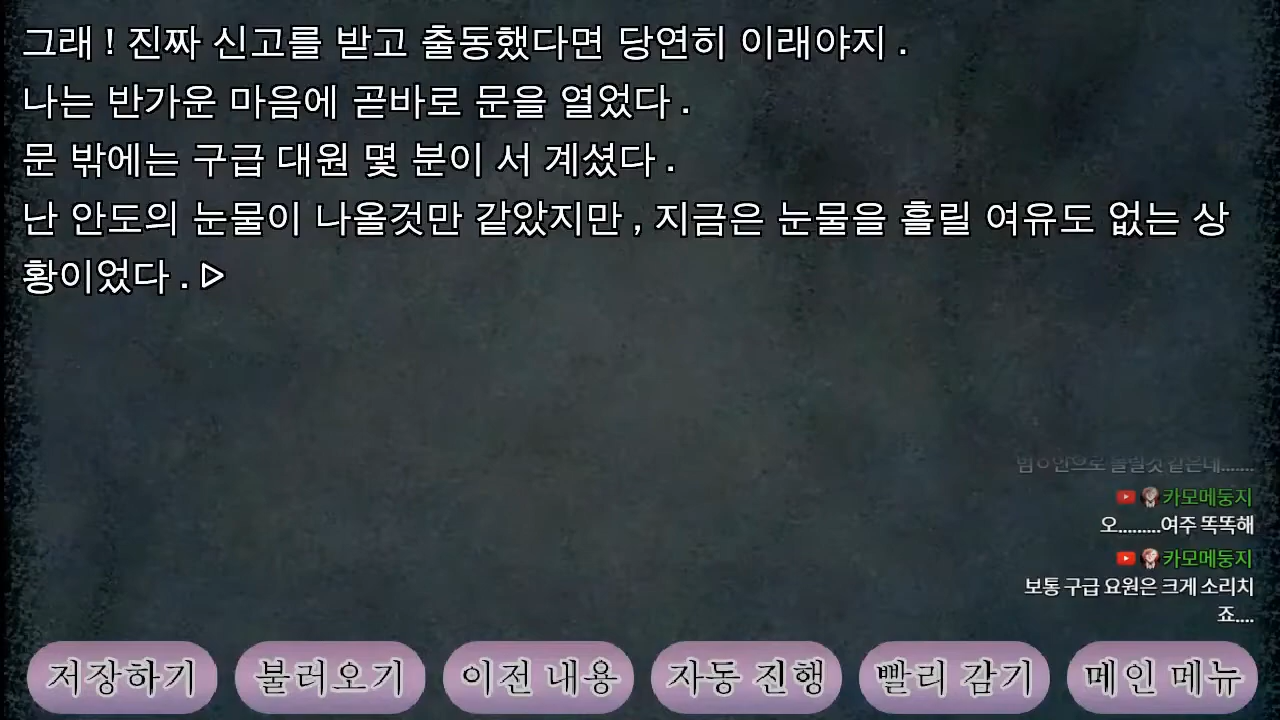 그래 ! 진짜 신고를 받고 출동했다면 당연히 이래야지 .
나는 반가운 마음에 곧바로 문을 열었다 .
문 밖에는 구급 대원 몇 분이 서 계셨다 .
난 안도의 눈물이 나올것만 같았지만 , 지금은 눈물을 흘릴 여유도 없는 상
황이었다 . ▷
카모메둥지
오.........여주 똑똑해
카모메둥지
보통 구급 요원은 크게 소리치
죠....
저장하기
불러오기
이전 내용
자동 진행
빨리 감기
메인 메뉴